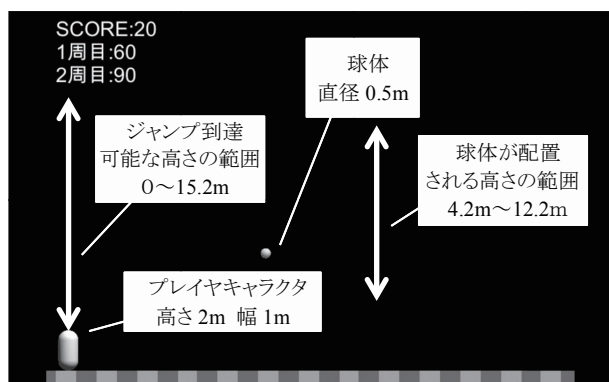 SCORE:20
1周目:60
2周目:90
球体
直径 0.5m
ジャンプ到達
可能な高さの範囲
0～15.2m
球体が配置
される高さの範囲
4.2m～12.2m
プレイヤキャラクタ
高さ 2m 幅 1m